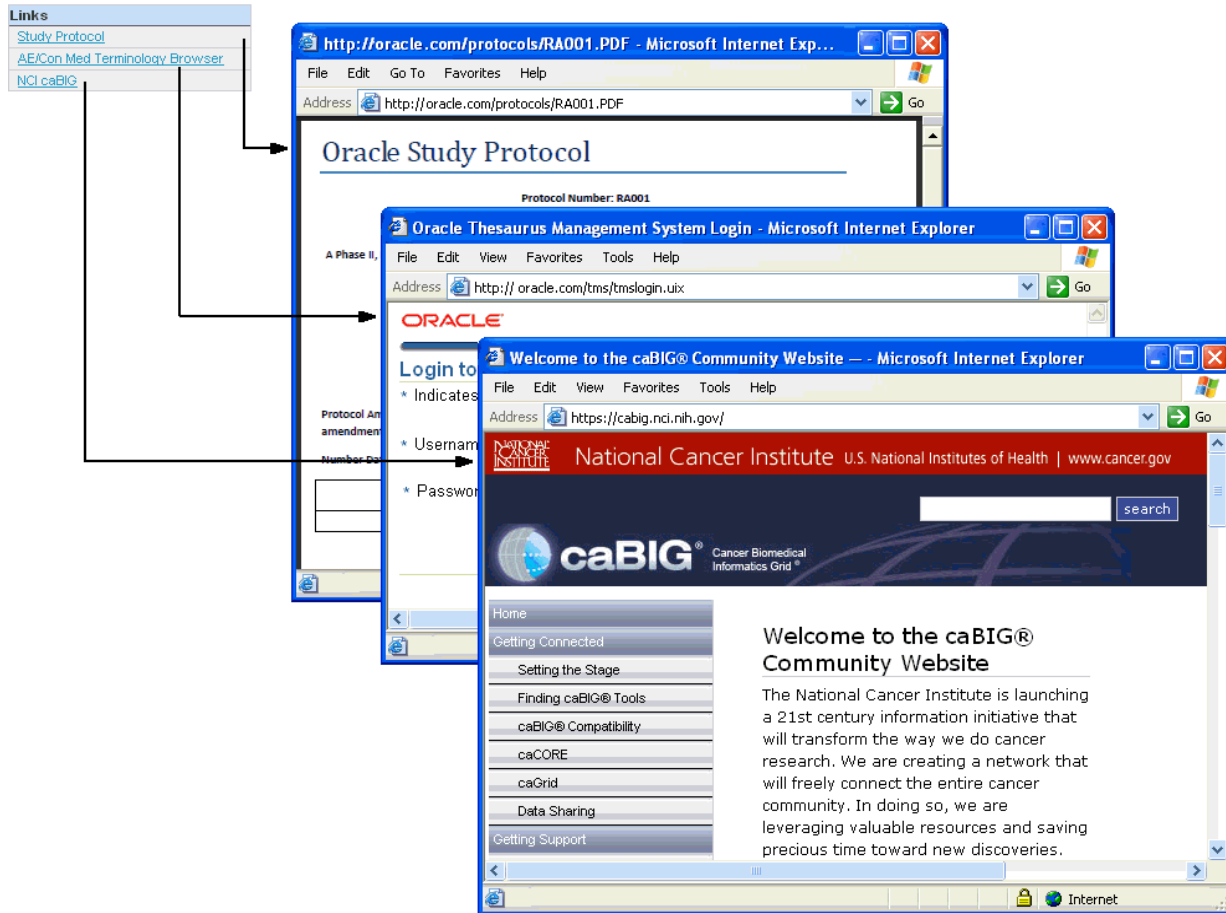 Links
Study Protocol
AE/Con Med Terminology Browser
NCI caBIG
http://oracle.com/protocols/RA001.PDF - Microsoft Internet Exp...
File Edit Go To Favorites Help
Address http://oracle.com/protocols/RA001.PDF Go
Oracle Study Protocol
Protocol Number: RA001
A Phase II,
Protocol Am
amendment
Number Da
Oracle Thesaurus Management System Login - Microsoft Internet Explorer
File Edit View Favorites Tools Help
Address http:// oracle.com/tms/tmslogin.uix Go
ORACLE
Login to
* Indicates
* Usernam
* Passwor
Welcome to the caBIG® Community Website — - Microsoft Internet Explorer
File Edit View Favorites Tools Help
Address https://cabig.nci.nih.gov/ Go
NATIONAL
CANCER
INSTITUTE
National Cancer Institute U.S. National Institutes of Health | www.cancer.gov
search
caBIG® Cancer Biomedical
Informatics Grid ®
Home
Getting Connected
Setting the Stage
Finding caBIG® Tools
caBIG® Compatibility
caCORE
caGrid
Data Sharing
Getting Support
Welcome to the caBIG®
Community Website
The National Cancer Institute is launching
a 21st century information initiative that
will transform the way we do cancer
research. We are creating a network that
will freely connect the entire cancer
community. In doing so, we are
leveraging valuable resources and saving
precious time toward new discoveries.
Internet